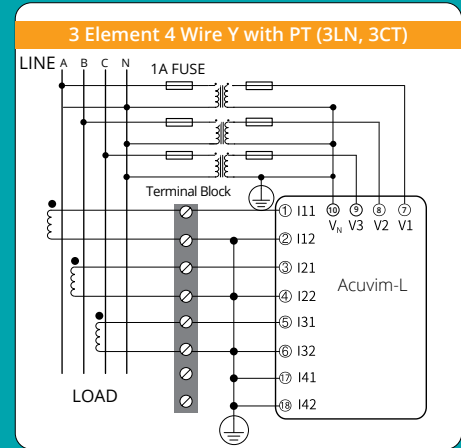 3 Element 4 Wire Y with PT (3LN, 3CT)
LINE A B C N
1A FUSE
Terminal Block
10 9 8 7
VN V3 V2 V1
1 I11
2 I12
3 I21
4 I22
5 I31
6 I32
17 I41
18 I42
Acuvim-L
LOAD